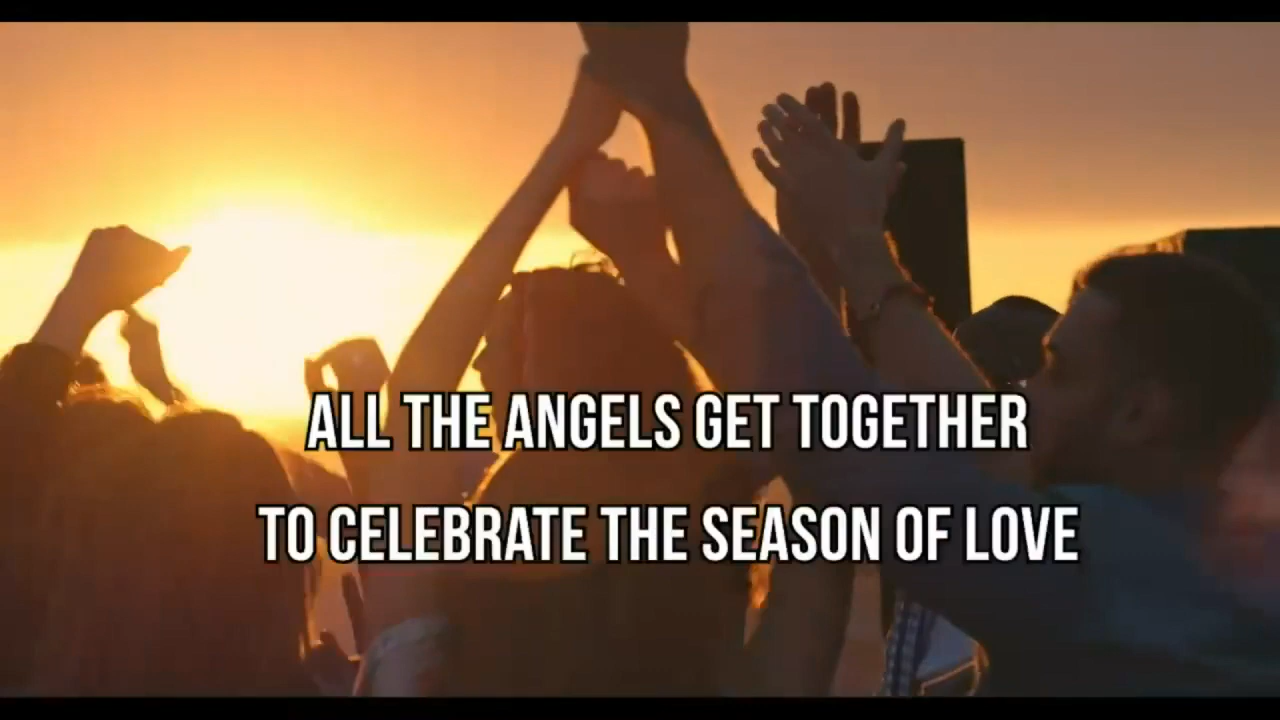 ALL THE ANGELS GET TOGETHER
TO CELEBRATE THE SEASON OF LOVE